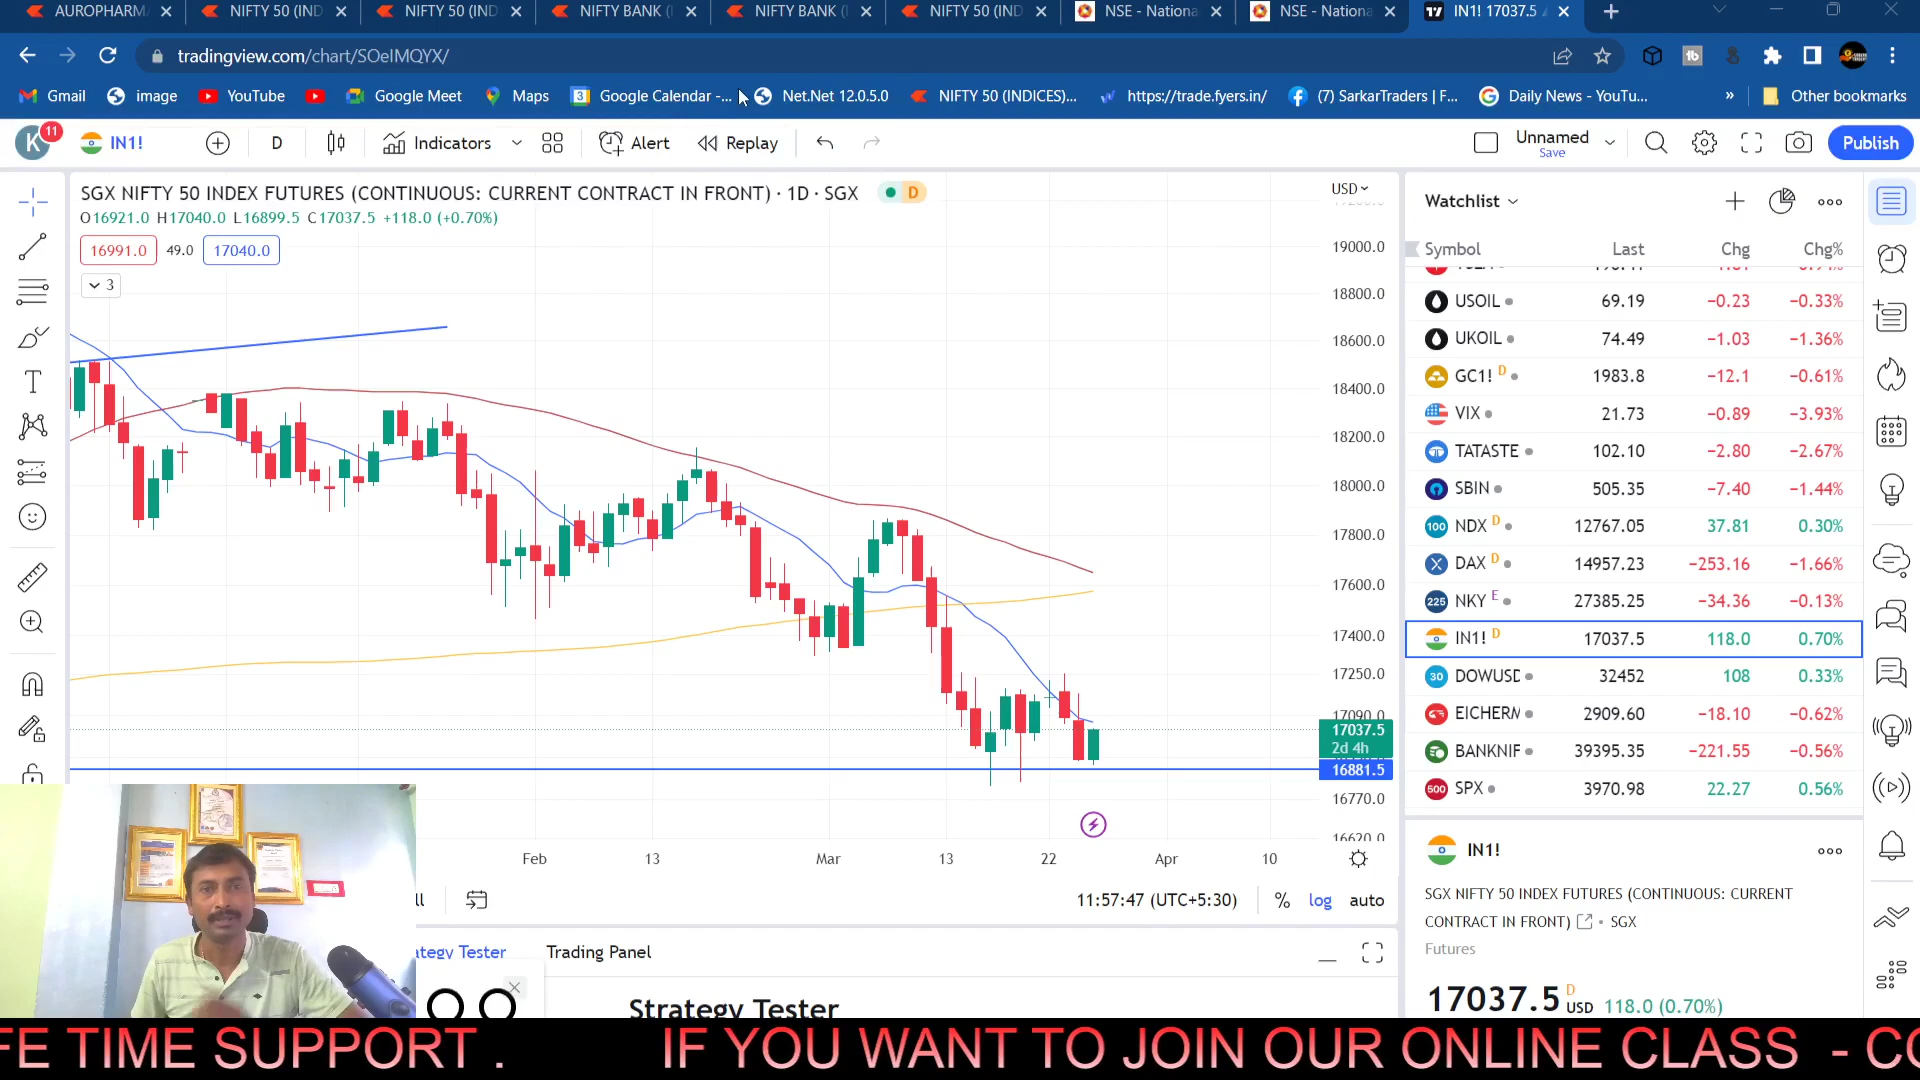 AUROPHARMA
NIFTY 50 (IND
NIFTY 50 (IND
NIFTY BANK (I
NIFTY BANK (I
NIFTY 50 (IND
NSE - Nationa
NSE - Nationa
IN1! 17037.5
tradingview.com/chart/SOeIMQYX/
Gmail
image
YouTube
Google Meet
Maps
3 Google Calendar -...
Net.Net 12.0.5.0
NIFTY 50 (INDICES)...
https://trade.fyers.in/
(7) SarkarTraders | F...
Daily News - YouTu...
»
Other bookmarks
K 11 IN1! D Indicators Alert Replay
Unnamed
Save
Publish
SGX NIFTY 50 INDEX FUTURES (CONTINUOUS: CURRENT CONTRACT IN FRONT) · 1D · SGX D
O16921.0 H17040.0 L16899.5 C17037.5 +118.0 (+0.70%)
16991.0 49.0 17040.0
3
USD
19000.0
18800.0
18600.0
18400.0
18200.0
18000.0
17800.0
17600.0
17400.0
17250.0
17090.0
17037.5
2d 4h
16881.5
16770.0
16620.0
Feb 13 Mar 13 22 Apr 10
11:57:47 (UTC+5:30) % log auto
ategy Tester Trading Panel
Strategy Tester
Watchlist
Symbol Last Chg Chg%
USOIL 69.19 −0.23 −0.33%
UKOIL 74.49 −1.03 −1.36%
GC1! D 1983.8 −12.1 −0.61%
VIX 21.73 −0.89 −3.93%
TATASTE 102.10 −2.80 −2.67%
SBIN 505.35 −7.40 −1.44%
100 NDX D 12767.05 37.81 0.30%
DAX D 14957.23 −253.16 −1.66%
225 NKY E 27385.25 −34.36 −0.13%
IN1! D 17037.5 118.0 0.70%
30 DOWUSD 32452 108 0.33%
EICHERM 2909.60 −18.10 −0.62%
BANKNIF 39395.35 −221.55 −0.56%
500 SPX 3970.98 22.27 0.56%
IN1!
SGX NIFTY 50 INDEX FUTURES (CONTINUOUS: CURRENT
CONTRACT IN FRONT) • SGX
Futures
17037.5 D USD 118.0 (0.70%)
FE TIME SUPPORT . IF YOU WANT TO JOIN OUR ONLINE CLASS - CO